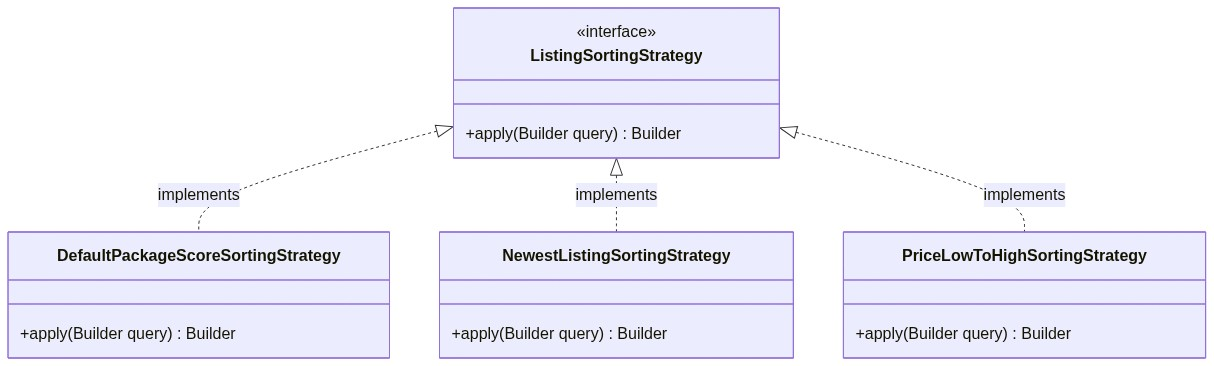 «interface»
ListingSortingStrategy
+apply(Builder query) : Builder
implements
implements
implements
DefaultPackageScoreSortingStrategy
+apply(Builder query) : Builder
NewestListingSortingStrategy
+apply(Builder query) : Builder
PriceLowToHighSortingStrategy
+apply(Builder query) : Builder